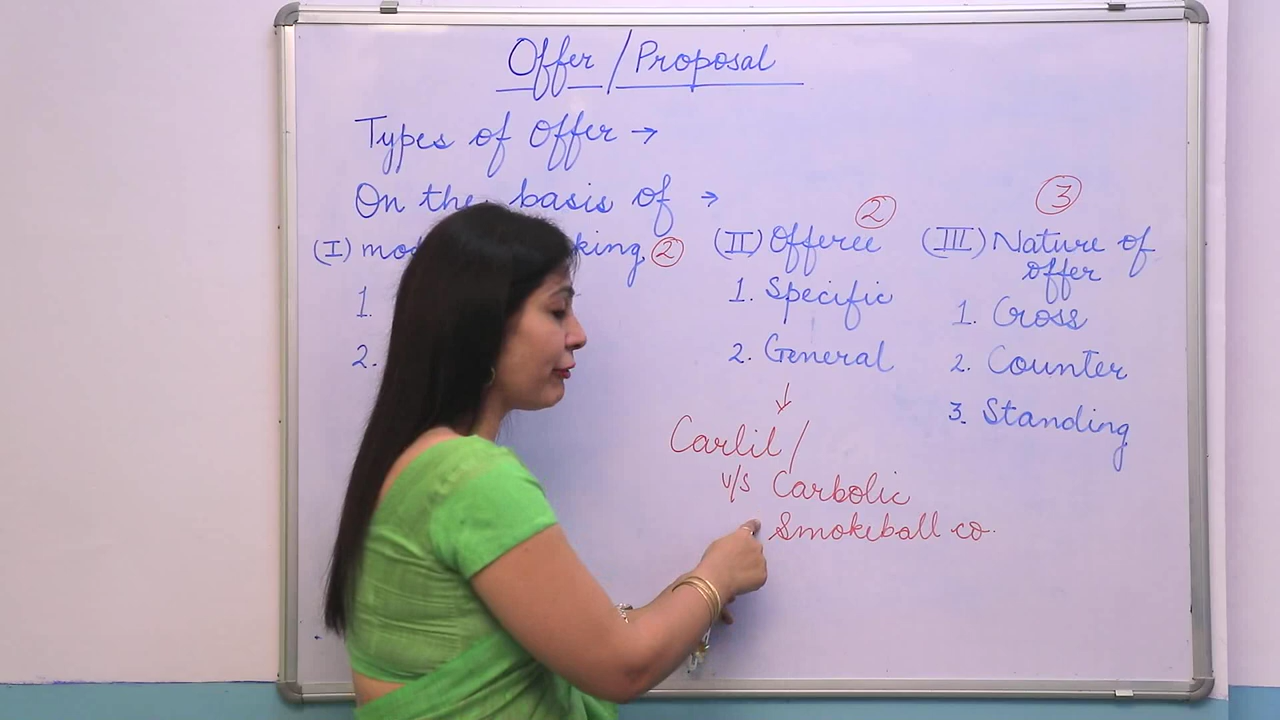 Offer / Proposal
Types of Offer →
On the basis of →
(I) mo king ②
1.
2.
(II) Offeree ②
1. Specific
2. General
↓
Carlil /
v/s Carbolic
Smokeball co.
(III) Nature of offer ③
1. Cross
2. Counter
3. Standing